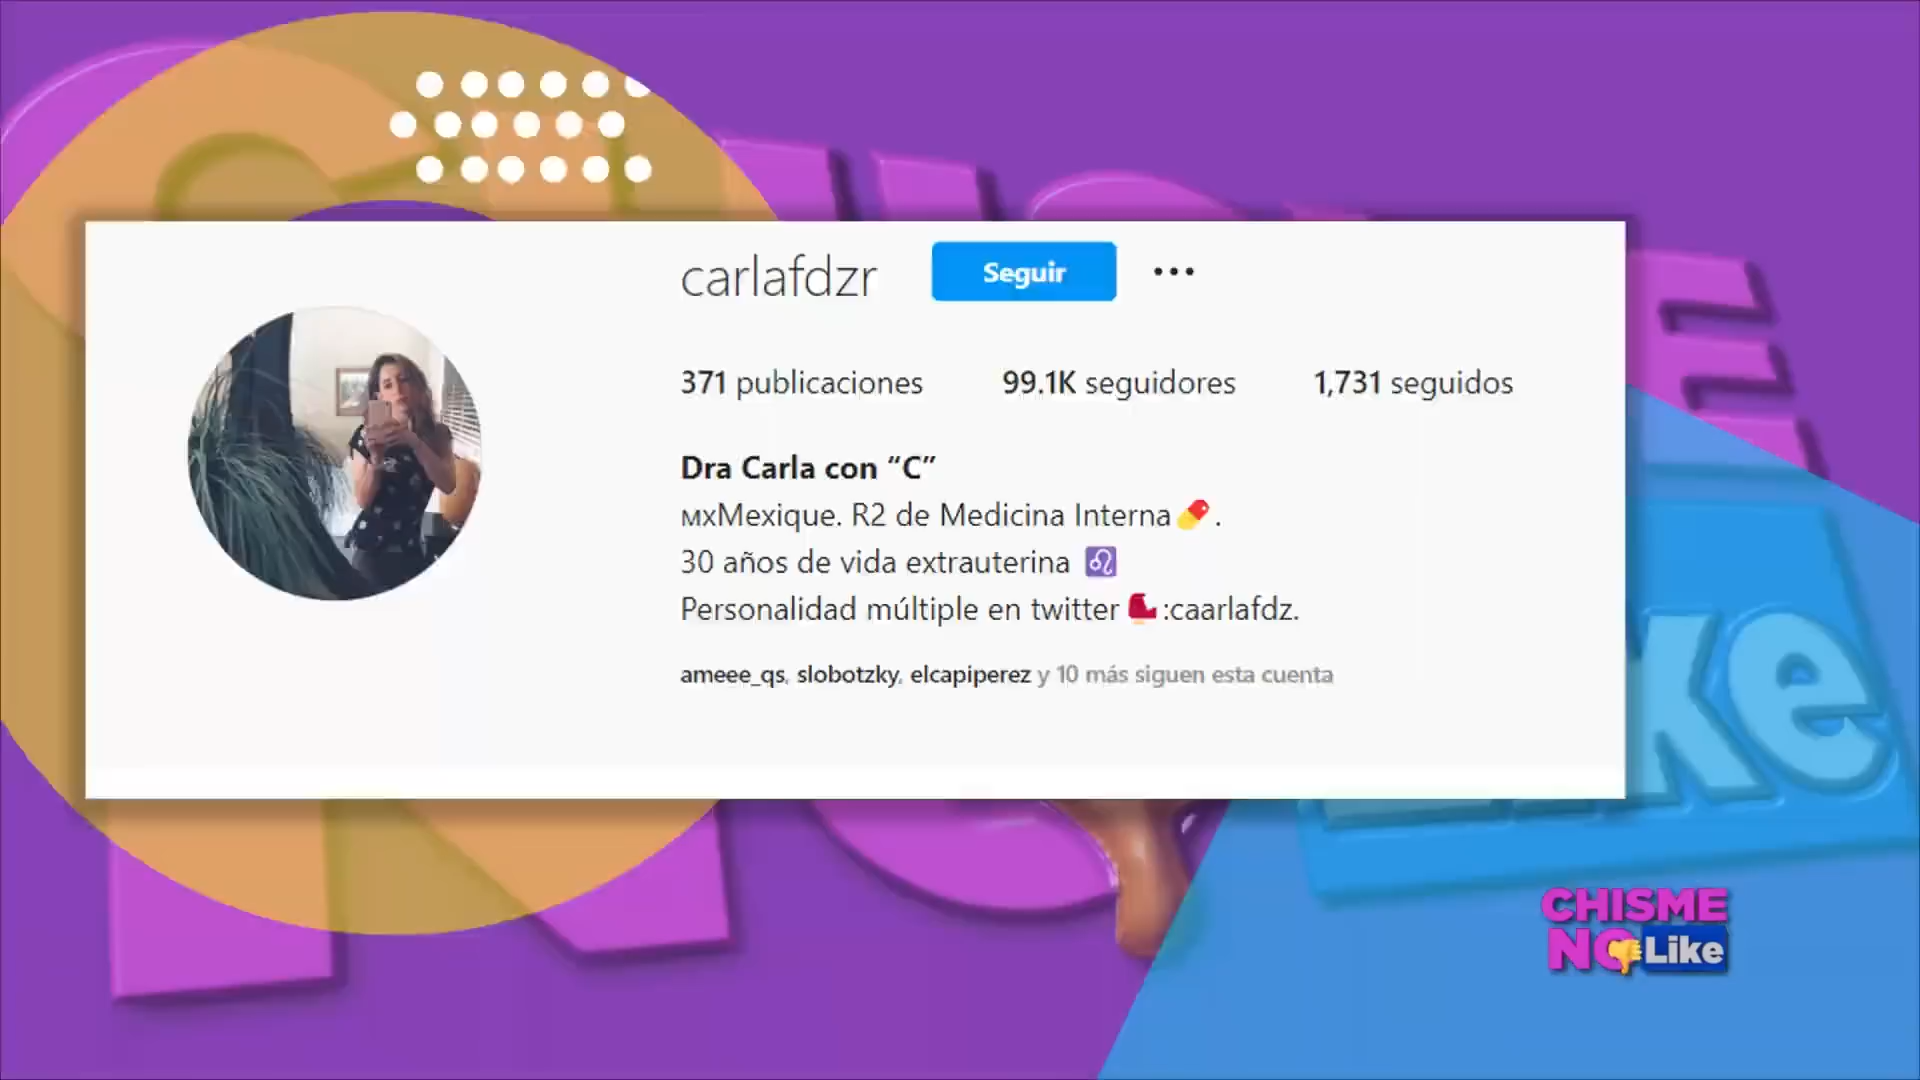 carlafdzr
Seguir
371 publicaciones 99.1K seguidores 1,731 seguidos
Dra Carla con “C”
MXMexique. R2 de Medicina Interna💊.
30 años de vida extrauterina ♌
Personalidad múltiple en twitter :caarlafdz.
ameee_qs, slobotzky, elcapiperez y 10 más siguen esta cuenta
CHISME
NO Like